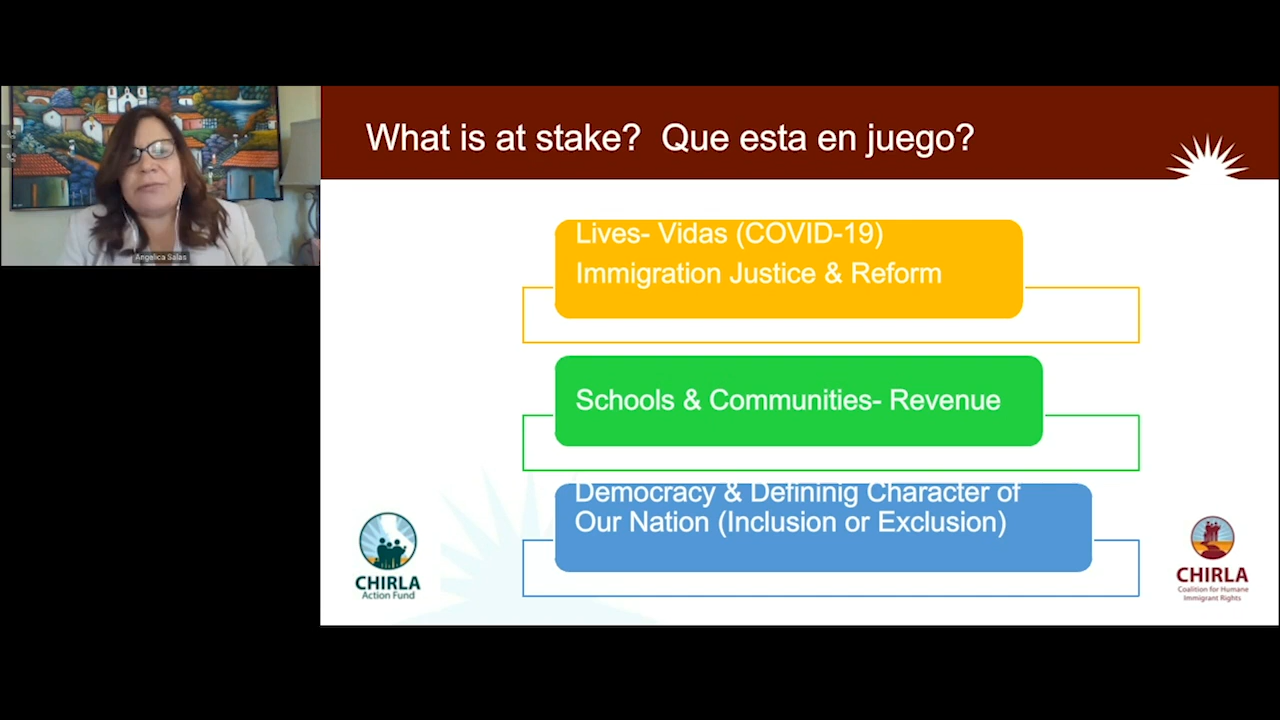 What is at stake?  Que esta en juego?
Angelica Salas
Lives- Vidas (COVID-19)
Immigration Justice & Reform
Schools & Communities- Revenue
Democracy & Defininig Character of
Our Nation (Inclusion or Exclusion)
CHIRLA
Action Fund
CHIRLA
Coalition for Humane
Immigrant Rights